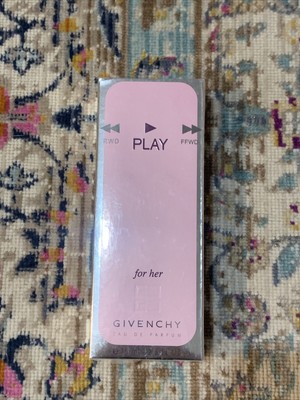 RWD PLAY FFWD
for her
GIVENCHY
EAU DE PARFUM